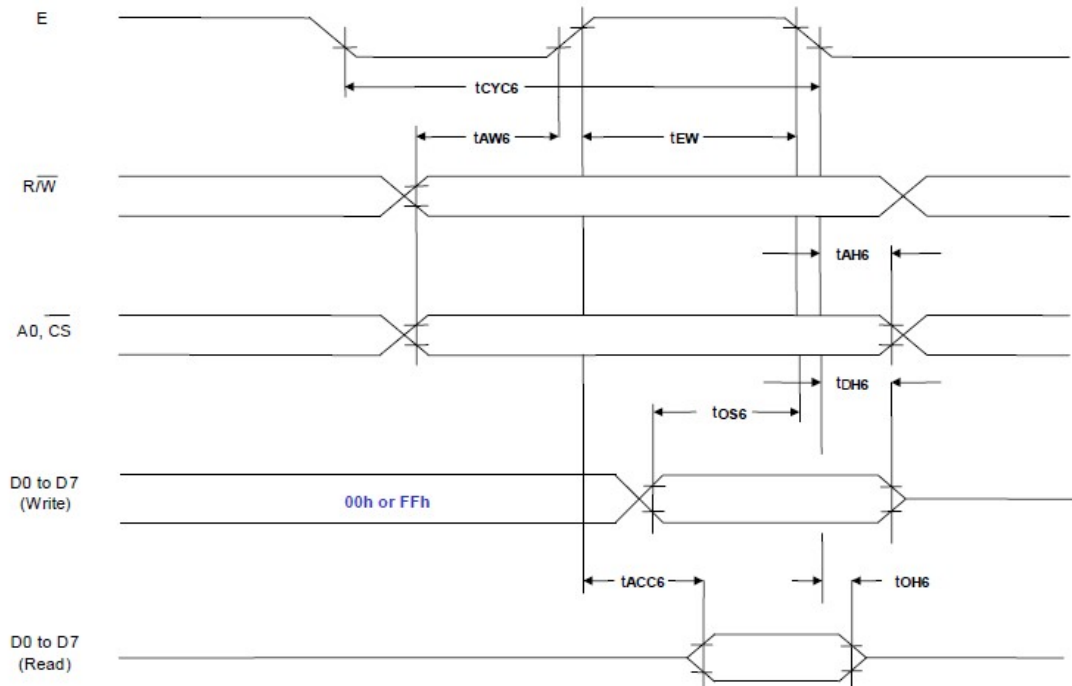 E
tCYC6
tAW6
tEW
R/W̅
tAH6
A0, C̅S̅
tDH6
tOS6
D0 to D7
(Write)
00h or FFh
tACC6
tOH6
D0 to D7
(Read)